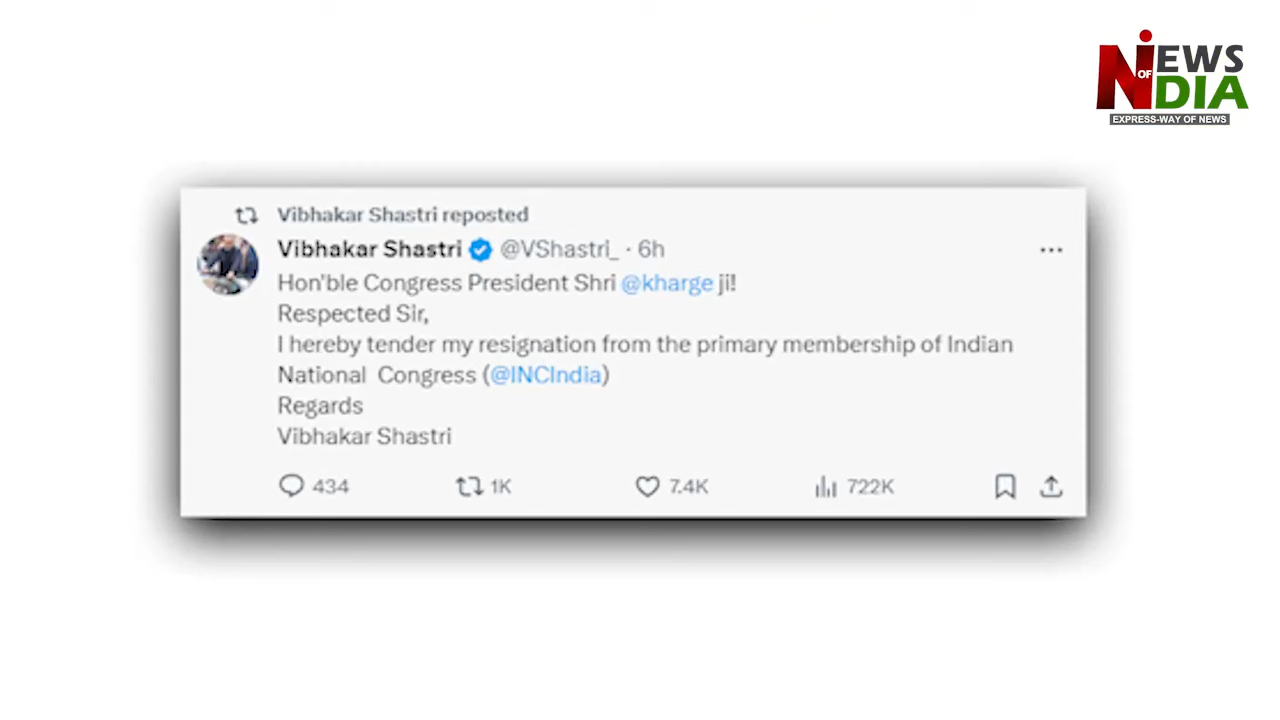 NEWS
OF
INDIA
EXPRESS-WAY OF NEWS
Vibhakar Shastri reposted
Vibhakar Shastri @VShastri_ · 6h
Hon'ble Congress President Shri @kharge ji!
Respected Sir,
I hereby tender my resignation from the primary membership of Indian
National Congress (@INCIndia)
Regards
Vibhakar Shastri
434 1K 7.4K 722K